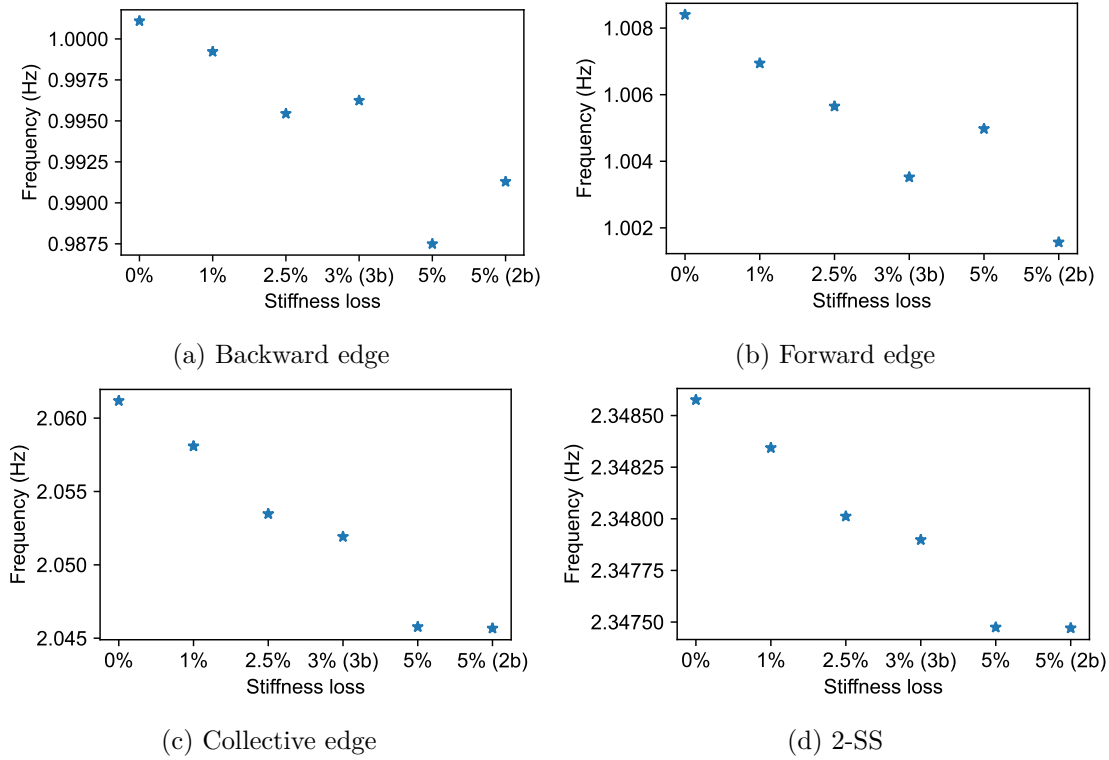 1.0000
0.9975
0.9950
0.9925
0.9900
0.9875
Frequency (Hz)
0% 1% 2.5% 3% (3b) 5% 5% (2b)
Stiffness loss
(a) Backward edge
1.008
1.006
1.004
1.002
Frequency (Hz)
0% 1% 2.5% 3% (3b) 5% 5% (2b)
Stiffness loss
(b) Forward edge
2.060
2.055
2.050
2.045
Frequency (Hz)
0% 1% 2.5% 3% (3b) 5% 5% (2b)
Stiffness loss
(c) Collective edge
2.34850
2.34825
2.34800
2.34775
2.34750
Frequency (Hz)
0% 1% 2.5% 3% (3b) 5% 5% (2b)
Stiffness loss
(d) 2-SS